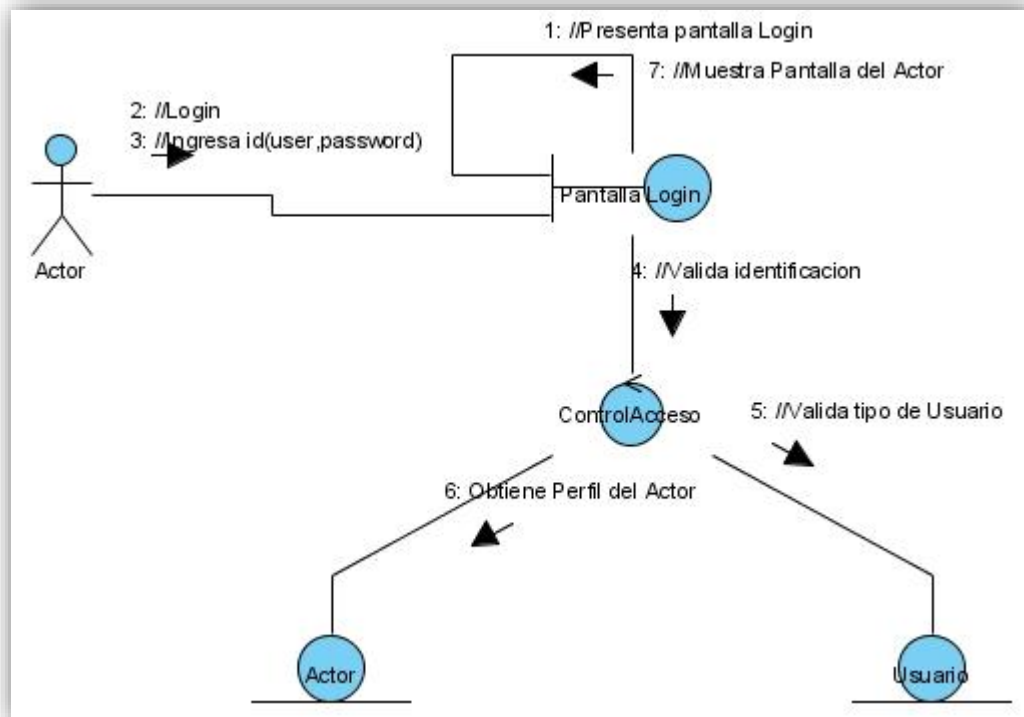 1: //Presenta pantalla Login
7: //Muestra Pantalla del Actor
2: //Login
3: //Ingresa id(user,password)
Pantalla Login
Actor
4: //Valida identificacion
ControlAcceso
5: //Valida tipo de Usuario
6: Obtiene Perfil del Actor
Actor
Usuario